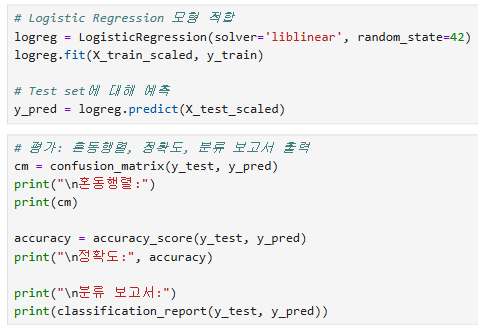 # Logistic Regression 모형 적합
logreg = LogisticRegression(solver='liblinear', random_state=42)
logreg.fit(X_train_scaled, y_train)
# Test set에 대해 예측
y_pred = logreg.predict(X_test_scaled)
# 평가: 혼동행렬, 정확도, 분류 보고서 출력
cm = confusion_matrix(y_test, y_pred)
print("\n혼동행렬:")
print(cm)
accuracy = accuracy_score(y_test, y_pred)
print("\n정확도:", accuracy)
print("\n분류 보고서:")
print(classification_report(y_test, y_pred))